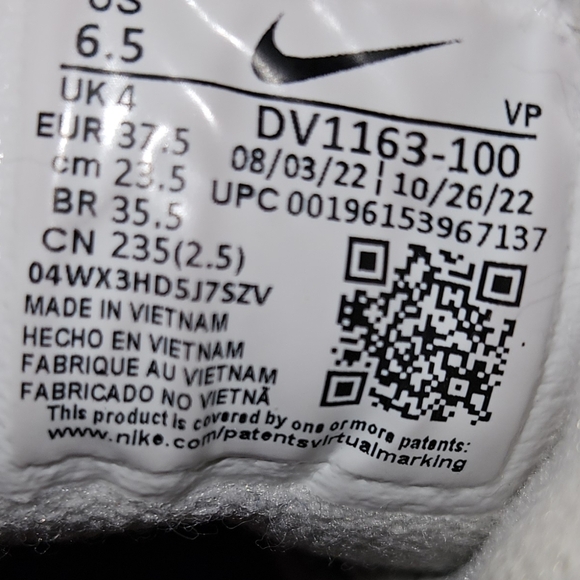 US
6.5
UK 4
EUR 37.5
cm 23.5
BR 35.5
CN 235(2.5)
VP
DV1163-100
08/03/22 | 10/26/22
UPC 00196153967137
04WX3HD5J7SZV
MADE IN VIETNAM
HECHO EN VIETNAM
FABRIQUE AU VIETNAM
FABRICADO NO VIETNÃ
This product is covered by one or more patents:
www.nike.com/patentsvirtualmarking